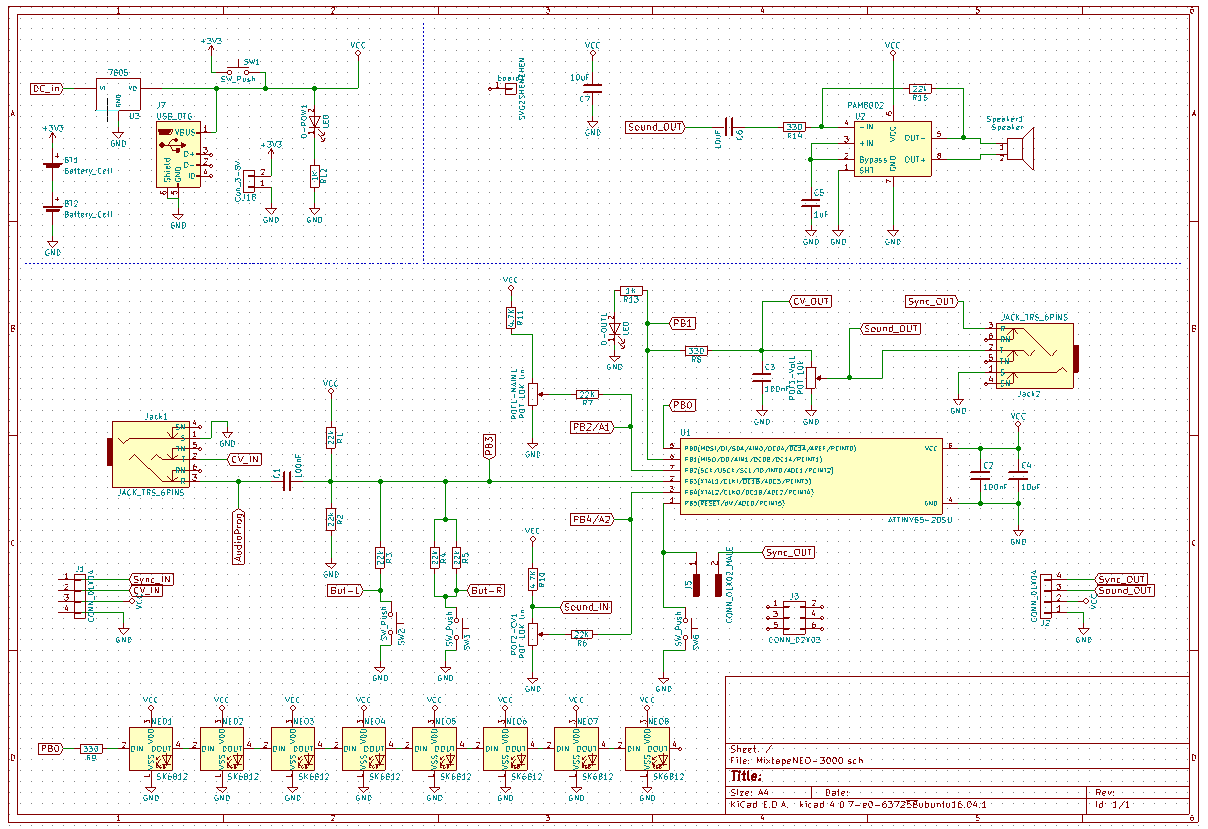 1 2 3 4 5 6
A
B
C
D
+3V3
VCC
SW1
SW_Push
DC_in
7805
U3
GND
J7
USB_OTG
VBUS
D+
D-
ID
Shield
GND
+3V3
BT1
Battery_Cell
BT2
Battery_Cell
GND
GND
+3V3
J18
GND
D-POW1
LED
1K
R12
GND
board1
SVG2SHENZHEN
VCC
10uF
C7
GND
Sound_OUT
10uF
C6
330
R14
22k
R15
VCC
PAM8002
U2
-IN
+IN
Bypass
SHT
VCC
GND
OUT-
OUT+
Speaker1
Speaker
C5
1uF
GND
GND
GND
VCC
4.7K
R11
POT1-MAIN1
POT 10K lin
GND
22k
R7
PB2/A1
1K
R13
D-OUT1
LED
GND
PB1
330
R8
CV_OUT
Sound_OUT
Sync_OUT
C3
100nF
GND
POT3-Vol1
POT 10K
GND
JACK_TRS_6PINS
Jack2
GND
PB0
U1
PB0(MOSI/DI/SDA/AIN0/OC0A/OC1A/AREF/PCINT0)
PB1(MISO/DO/AIN1/OC0B/OC1A/PCINT1)
PB2(SCK/USCK/SCL/T0/INT0/ADC1/PCINT2)
PB3(XTAL1/CLKI/OC1B/ADC3/PCINT3)
PB4(XTAL2/CLKO/OC1B/ADC2/PCINT4)
PB5(RESET/dW/ADC0/PCINT5)
VCC
GND
ATTINY85-20SU
VCC
C2
100nF
C4
10uF
GND
Jack1
JACK_TRS_6PINS
GND
CV_IN
AudioProg
C1
100nF
VCC
22k
R1
22k
R2
GND
PB3
22k
R3
22k
R4
22k
R5
But-L
But-R
SW_Push
SW2
GND
SW_Push
SW3
GND
PB4/A2
VCC
4.7K
R10
Sound_IN
POT2-CV1
POT 10K lin
22k
R6
GND
J5
CONN_01X02_MALE
Sync_OUT
SW_Push
SW6
GND
J3
CONN_02X03
J1
CONN_01X04
Sync_IN
CV_IN
VCC
GND
CONN_01X04
J2
Sync_OUT
Sound_OUT
VCC
GND
PB0
330
R9
VCC VCC VCC VCC VCC VCC VCC VCC
NEO1 NEO2 NEO3 NEO4 NEO5 NEO6 NEO7 NEO8
VDD VDD VDD VDD VDD VDD VDD VDD
DIN DOUT DIN DOUT DIN DOUT DIN DOUT DIN DOUT DIN DOUT DIN DOUT DIN DOUT
VSS VSS VSS VSS VSS VSS VSS VSS
SK6812 SK6812 SK6812 SK6812 SK6812 SK6812 SK6812 SK6812
GND GND GND GND GND GND GND GND
Sheet: /
File: MixtapeNEO-3000.sch
Title:
Size: A4 Date: Rev:
KiCad E.D.A. kicad 4.0.7-e0-6372~58~ubuntu16.04.1 Id: 1/1
1 2 3 4 5 6